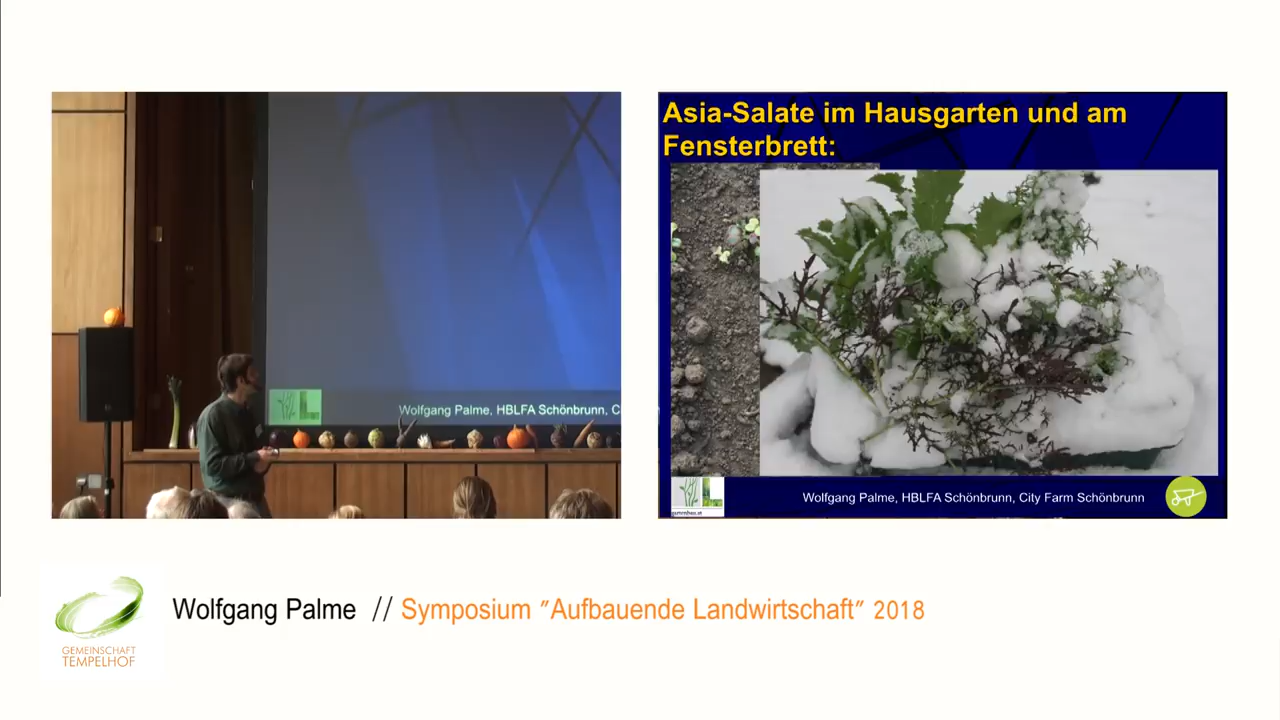 Asia-Salate im Hausgarten und am
Fensterbrett:
Wolfgang Palme, HBLFA Schönbrunn, C
Wolfgang Palme, HBLFA Schönbrunn, City Farm Schönbrunn
Wolfgang Palme // Symposium "Aufbauende Landwirtschaft" 2018
GEMEINSCHAFT
TEMPELHOF